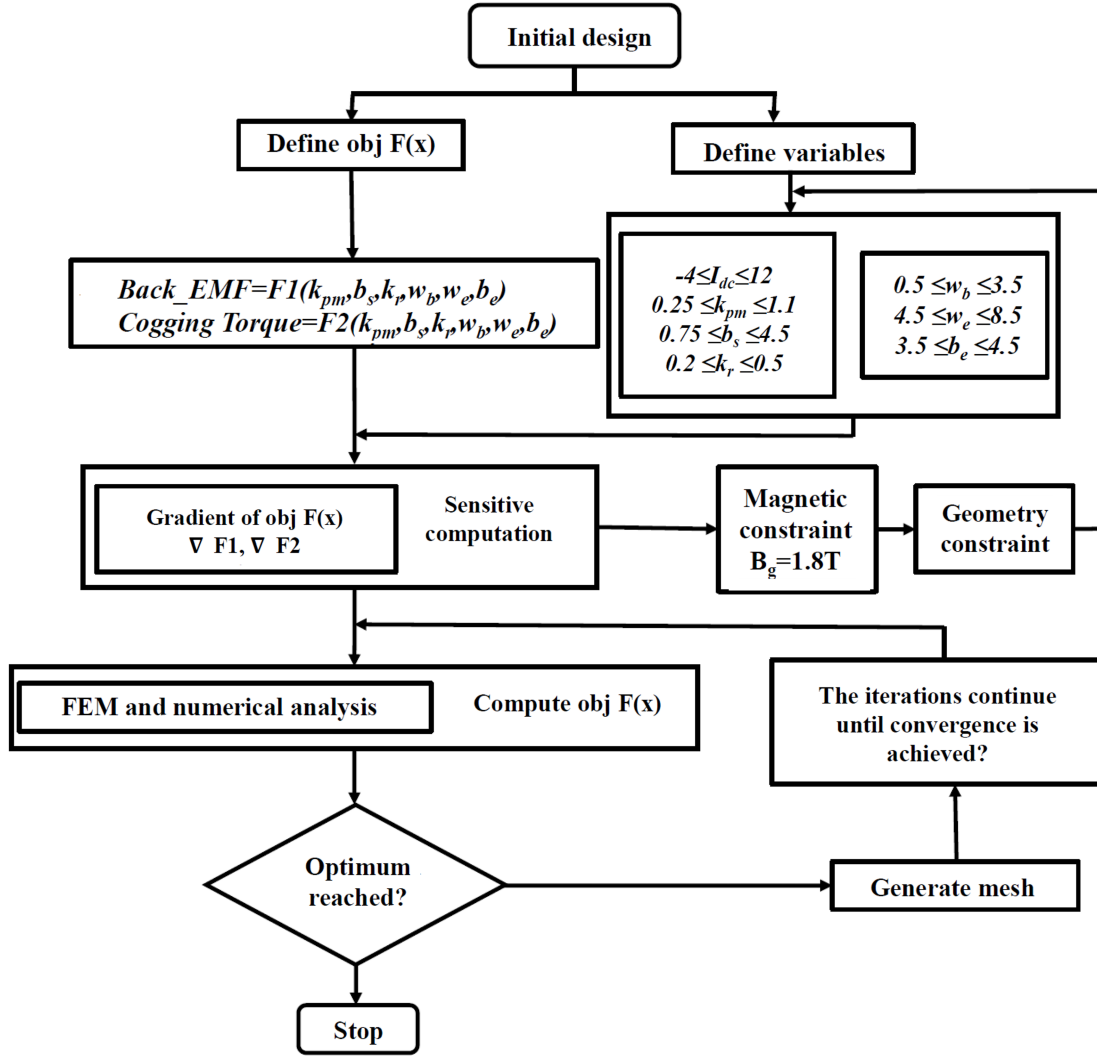 Initial design
Define obj F(x)
Define variables
Back_EMF=F1(kpm,bs,kr,wb,we,be)
Cogging Torque=F2(kpm,bs,kr,wb,we,be)
-4≤Idc≤12
0.25 ≤kpm ≤1.1
0.75 ≤bs ≤4.5
0.2 ≤kr ≤0.5
0.5 ≤wb ≤3.5
4.5 ≤we ≤8.5
3.5 ≤be ≤4.5
Gradient of obj F(x)
∇ F1, ∇ F2
Sensitive
computation
Magnetic
constraint
Bg=1.8T
Geometry
constraint
FEM and numerical analysis
Compute obj F(x)
The iterations continue
until convergence is
achieved?
Optimum
reached?
Generate mesh
Stop